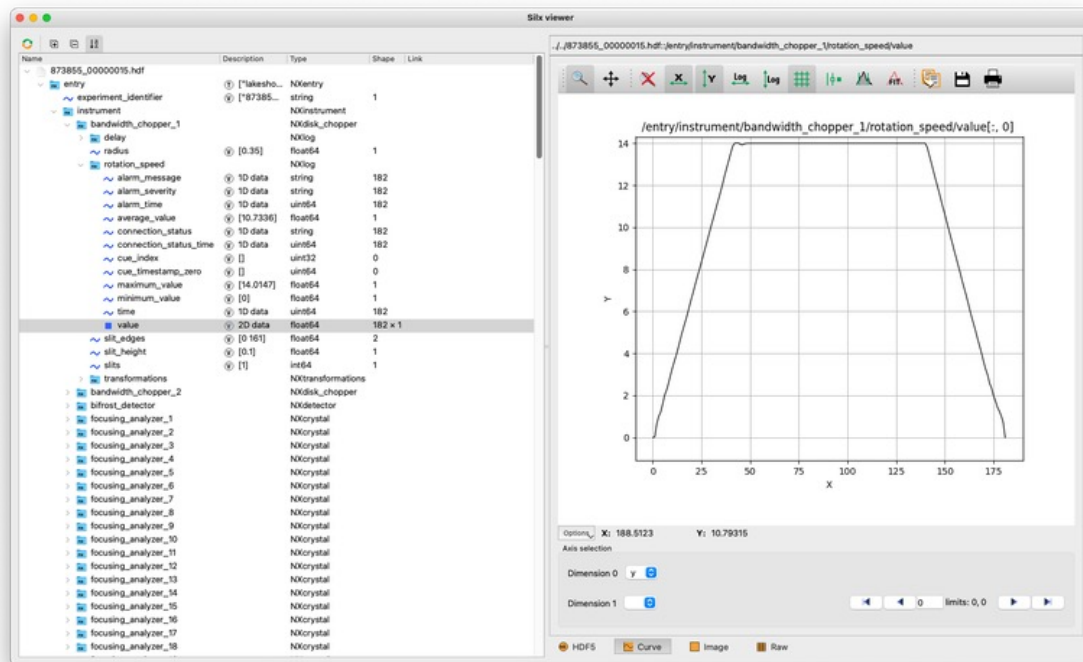 Silx viewer
Name Description Type Shape Link
873855_00000015.hdf
entry ["lakesho... NXentry
experiment_identifier ["87385... string 1
instrument NXinstrument
bandwidth_chopper_1 NXdisk_chopper
delay NXlog
radius [0.35] float64 1
rotation_speed NXlog
alarm_message 1D data string 182
alarm_severity 1D data string 182
alarm_time 1D data uint64 182
average_value [10.7336] float64 1
connection_status 1D data string 182
connection_status_time 1D data uint64 182
cue_index [] uint32 0
cue_timestamp_zero [] uint64 0
maximum_value [14.0147] float64 1
minimum_value [0] float64 1
time 1D data uint64 182
value 2D data float64 182 × 1
slit_edges [0 161] float64 2
slit_height [0.1] float64 1
slits [1] int64 1
transformations NXtransformations
bandwidth_chopper_2 NXdisk_chopper
bifrost_detector NXdetector
focusing_analyzer_1 NXcrystal
focusing_analyzer_2 NXcrystal
focusing_analyzer_3 NXcrystal
focusing_analyzer_4 NXcrystal
focusing_analyzer_5 NXcrystal
focusing_analyzer_6 NXcrystal
focusing_analyzer_7 NXcrystal
focusing_analyzer_8 NXcrystal
focusing_analyzer_9 NXcrystal
focusing_analyzer_10 NXcrystal
focusing_analyzer_11 NXcrystal
focusing_analyzer_12 NXcrystal
focusing_analyzer_13 NXcrystal
focusing_analyzer_14 NXcrystal
focusing_analyzer_15 NXcrystal
focusing_analyzer_16 NXcrystal
focusing_analyzer_17 NXcrystal
focusing_analyzer_18 NXcrystal
../../873855_00000015.hdf::/entry/instrument/bandwidth_chopper_1/rotation_speed/value
X Y Log Log FIT.
/entry/instrument/bandwidth_chopper_1/rotation_speed/value[:, 0]
14
12
10
8
6
4
2
0
Y
0 25 50 75 100 125 150 175
X
Options X: 188.5123 Y: 10.79315
Axis selection
Dimension 0 y
Dimension 1 0 limits: 0, 0
HDF5 Curve Image Raw